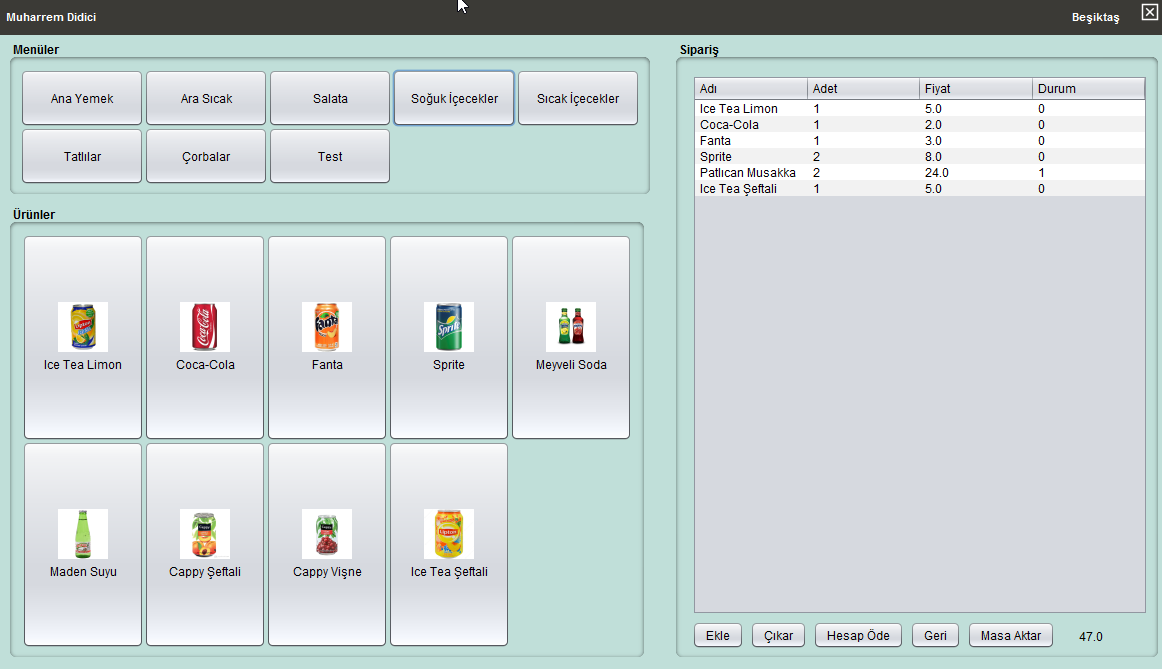 Muharrem Didici
Beşiktaş
Menüler
Ana Yemek
Ara Sıcak
Salata
Soğuk İçecekler
Sıcak İçecekler
Tatlılar
Çorbalar
Test
Ürünler
Ice Tea Limon
Coca-Cola
Fanta
Sprite
Meyveli Soda
Maden Suyu
Cappy Şeftali
Cappy Vişne
Ice Tea Şeftali
Sipariş
Adı Adet Fiyat Durum
Ice Tea Limon 1 5.0 0
Coca-Cola 1 2.0 0
Fanta 1 3.0 0
Sprite 2 8.0 0
Patlıcan Musakka 2 24.0 1
Ice Tea Şeftali 1 5.0 0
Ekle Çıkar Hesap Öde Geri Masa Aktar 47.0